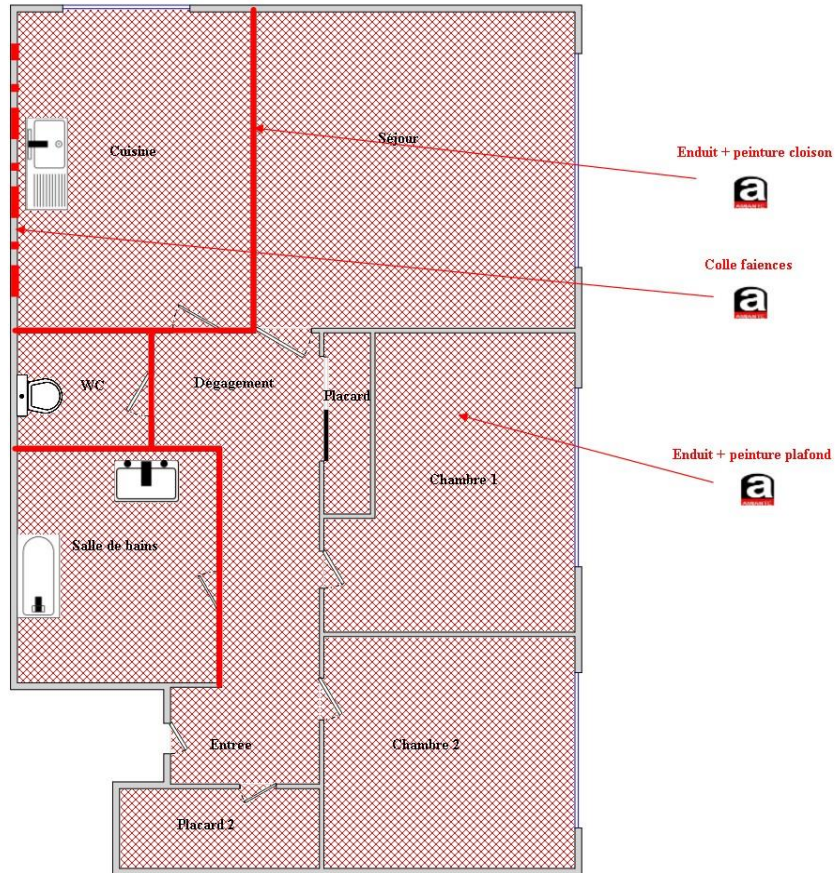 Cuisine
Séjour
Enduit + peinture cloison
a
Colle faiences
a
WC
Dégagement
Placard
Enduit + peinture plafond
a
Chambre 1
Salle de bains
Entrée
Chambre 2
Placard 2